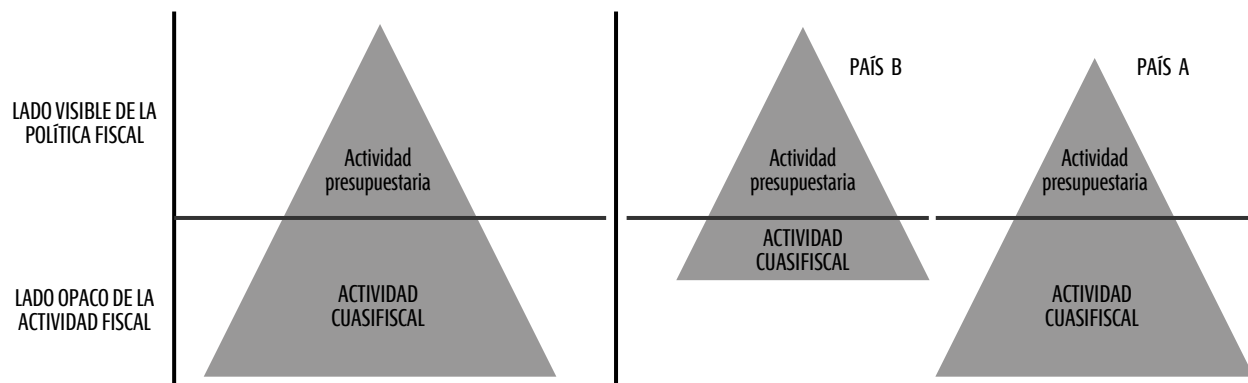 LADO VISIBLE DE LA
POLÍTICA FISCAL
Actividad
presupuestaria
LADO OPACO DE LA
ACTIVIDAD FISCAL
ACTIVIDAD
CUASIFISCAL
PAÍS B
Actividad
presupuestaria
ACTIVIDAD
CUASIFISCAL
PAÍS A
Actividad
presupuestaria
ACTIVIDAD
CUASIFISCAL